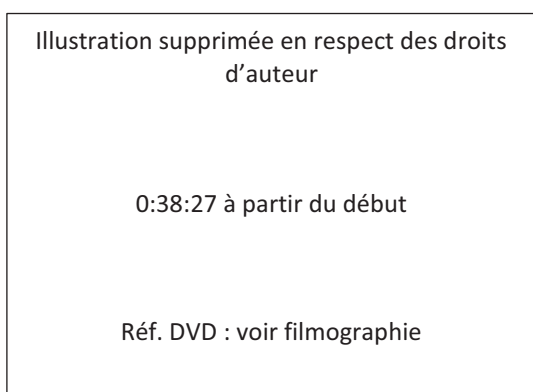 Illustration supprimée en respect des droits
d’auteur
0:38:27 à partir du début
Réf. DVD : voir filmographie